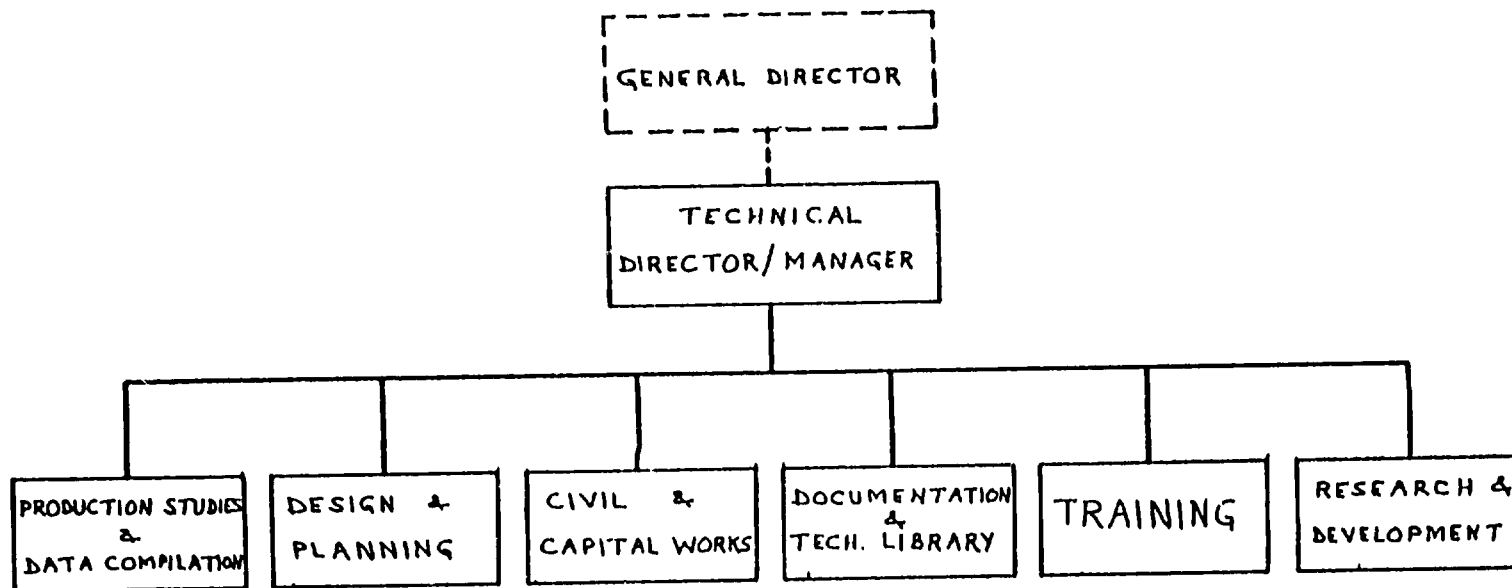 GENERAL DIRECTOR
TECHNICAL
DIRECTOR/MANAGER
PRODUCTION STUDIES
&
DATA COMPILATION
DESIGN &
PLANNING
CIVIL &
CAPITAL WORKS
DOCUMENTATION
&
TECH. LIBRARY
TRAINING
RESEARCH &
DEVELOPMENT